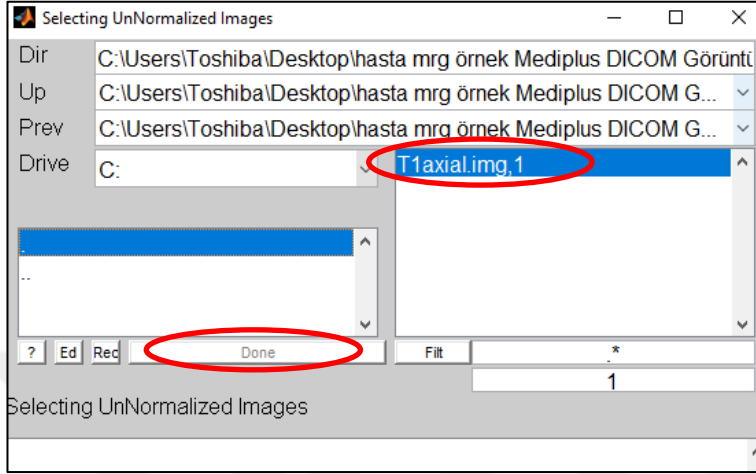 Selecting UnNormalized Images
Dir C:\Users\Toshiba\Desktop\hasta mrg örnek Mediplus DICOM Görüntü
Up C:\Users\Toshiba\Desktop\hasta mrg örnek Mediplus DICOM G...
Prev C:\Users\Toshiba\Desktop\hasta mrg örnek Mediplus DICOM G...
Drive C: T1axial.img,1
.
..
? Ed Rec Done Filt .*
1
Selecting UnNormalized Images